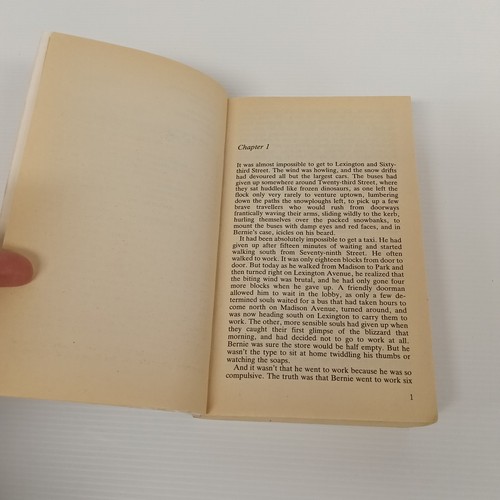 Chapter 1
It was almost impossible to get to Lexington and Sixty-
third Street. The wind was howling, and the snow drifts
had devoured all but the largest cars. The buses had
given up somewhere around Twenty-third Street, where
they sat huddled like frozen dinosaurs, as one left the
flock only very rarely to venture uptown, lumbering
down the paths the snowploughs left, to pick up a few
brave travellers who would rush from doorways
frantically waving their arms, sliding wildly to the kerb,
hurling themselves over the packed snowbanks, to
mount the buses with damp eyes and red faces, and in
Bernie's case, icicles on his beard.
It had been absolutely impossible to get a taxi. He had
given up after fifteen minutes of waiting and started
walking south from Seventy-ninth Street. He often
walked to work. It was only eighteen blocks from door to
door. But today as he walked from Madison to Park and
then turned right on Lexington Avenue, he realized that
the biting wind was brutal, and he had only gone four
more blocks when he gave up. A friendly doorman
allowed him to wait in the lobby, as only a few de-
termined souls waited for a bus that had taken hours to
come north on Madison Avenue, turned around, and
was now heading south on Lexington to carry them to
work. The other, more sensible souls had given up when
they caught their first glimpse of the blizzard that
morning, and had decided not to go to work at all.
Bernie was sure the store would be half empty. But he
wasn't the type to sit at home twiddling his thumbs or
watching the soaps.
And it wasn't that he went to work because he was so
compulsive. The truth was that Bernie went to work six
1